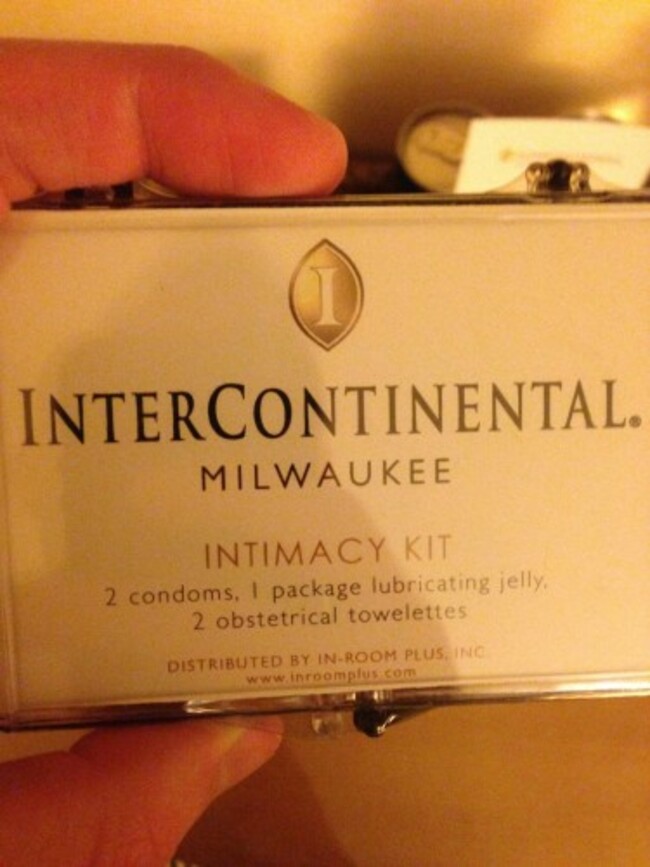 I
INTERCONTINENTAL®
MILWAUKEE
INTIMACY KIT
2 condoms, 1 package lubricating jelly,
2 obstetrical towelettes
DISTRIBUTED BY IN-ROOM PLUS, INC.
www.inroomplus.com